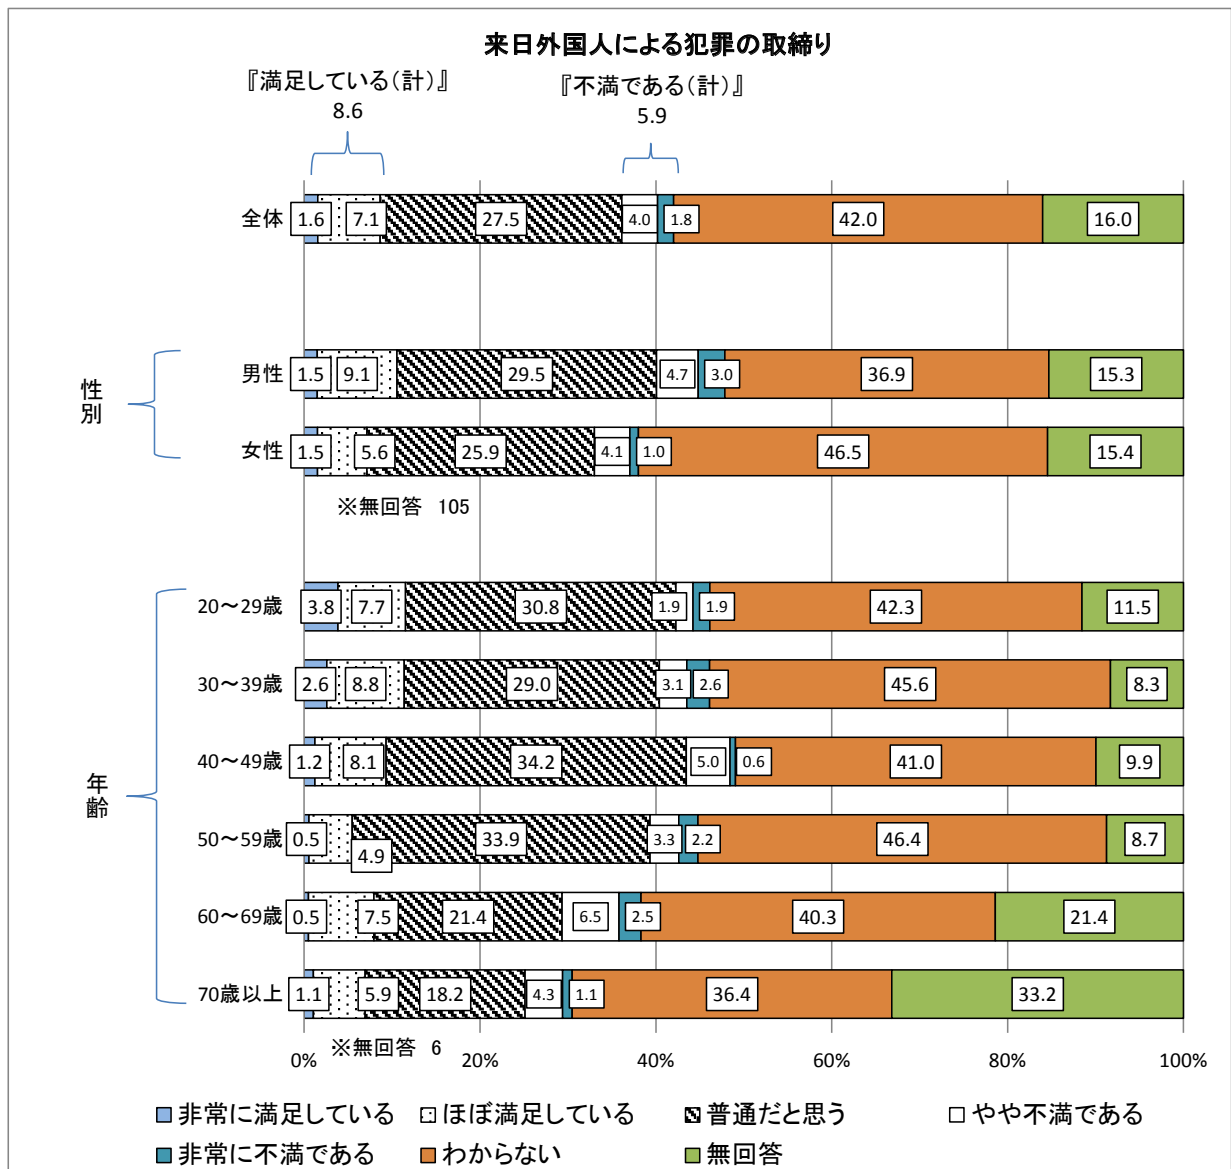 来日外国人による犯罪の取締り
『満足している(計)』 『不満である(計)』
8.6 5.9
全体 1.6 7.1 27.5 4.0 1.8 42.0 16.0
性別
男性 1.5 9.1 29.5 4.7 3.0 36.9 15.3
女性 1.5 5.6 25.9 4.1 1.0 46.5 15.4
※無回答 105
年齢
20～29歳 3.8 7.7 30.8 1.9 1.9 42.3 11.5
30～39歳 2.6 8.8 29.0 3.1 2.6 45.6 8.3
40～49歳 1.2 8.1 34.2 5.0 0.6 41.0 9.9
50～59歳 0.5 4.9 33.9 3.3 2.2 46.4 8.7
60～69歳 0.5 7.5 21.4 6.5 2.5 40.3 21.4
70歳以上 1.1 5.9 18.2 4.3 1.1 36.4 33.2
※無回答 6
0% 20% 40% 60% 80% 100%
非常に満足している ほぼ満足している 普通だと思う やや不満である
非常に不満である わからない 無回答